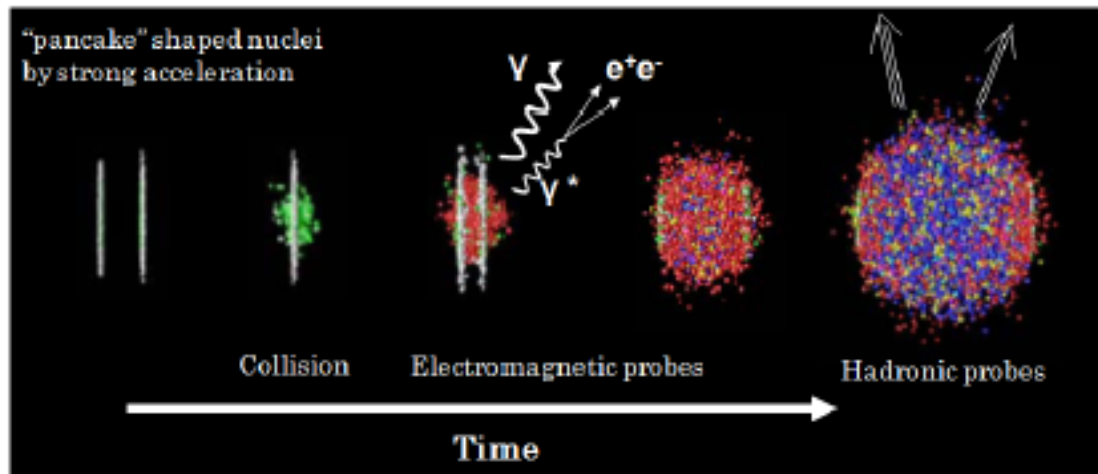 “pancake” shaped nuclei
by strong acceleration
γ
e⁺e⁻
γ*
Collision
Electromagnetic probes
Hadronic probes
Time